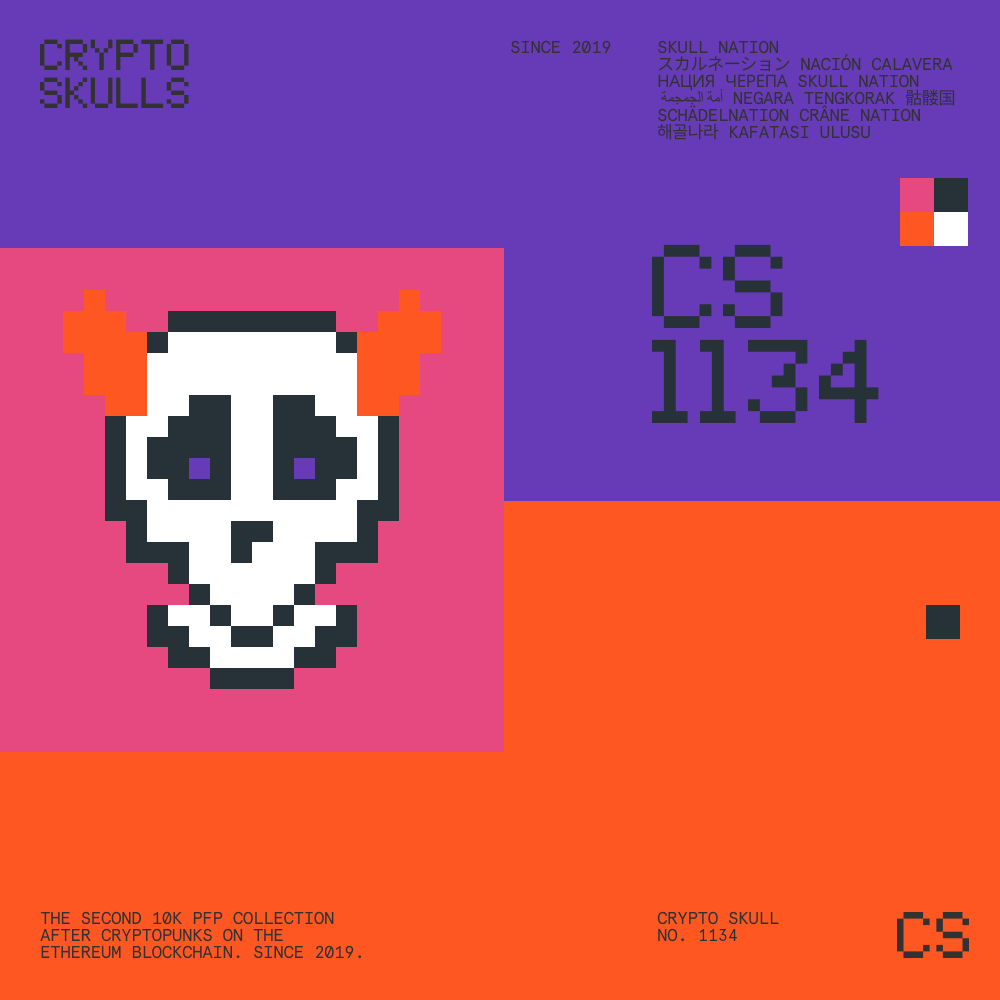 CRYPTO
SKULLS
SINCE 2019
SKULL NATION
スカルネーション NACIÓN CALAVERA
НАЦИЯ ЧЕРЕПА SKULL NATION
أمة الجمجمة NEGARA TENGKORAK 骷髅国
SCHÄDELNATION CRÂNE NATION
해골나라 KAFATASI ULUSU
CS
1134
THE SECOND 10K PFP COLLECTION
AFTER CRYPTOPUNKS ON THE
ETHEREUM BLOCKCHAIN. SINCE 2019.
CRYPTO SKULL
NO. 1134
CS